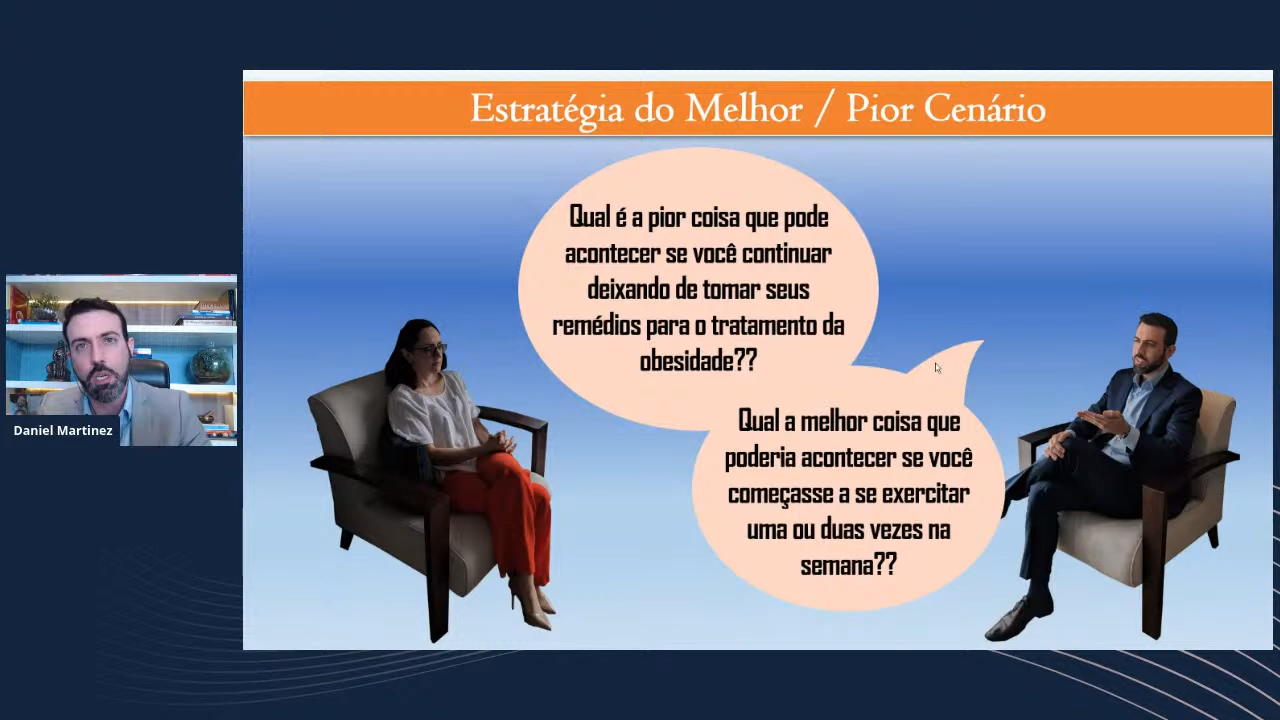 Estratégia do Melhor / Pior Cenário
Qual é a pior coisa que pode
acontecer se você continuar
deixando de tomar seus
remédios para o tratamento da
obesidade??
Qual a melhor coisa que
poderia acontecer se você
começasse a se exercitar
uma ou duas vezes na
semana??
Daniel Martinez